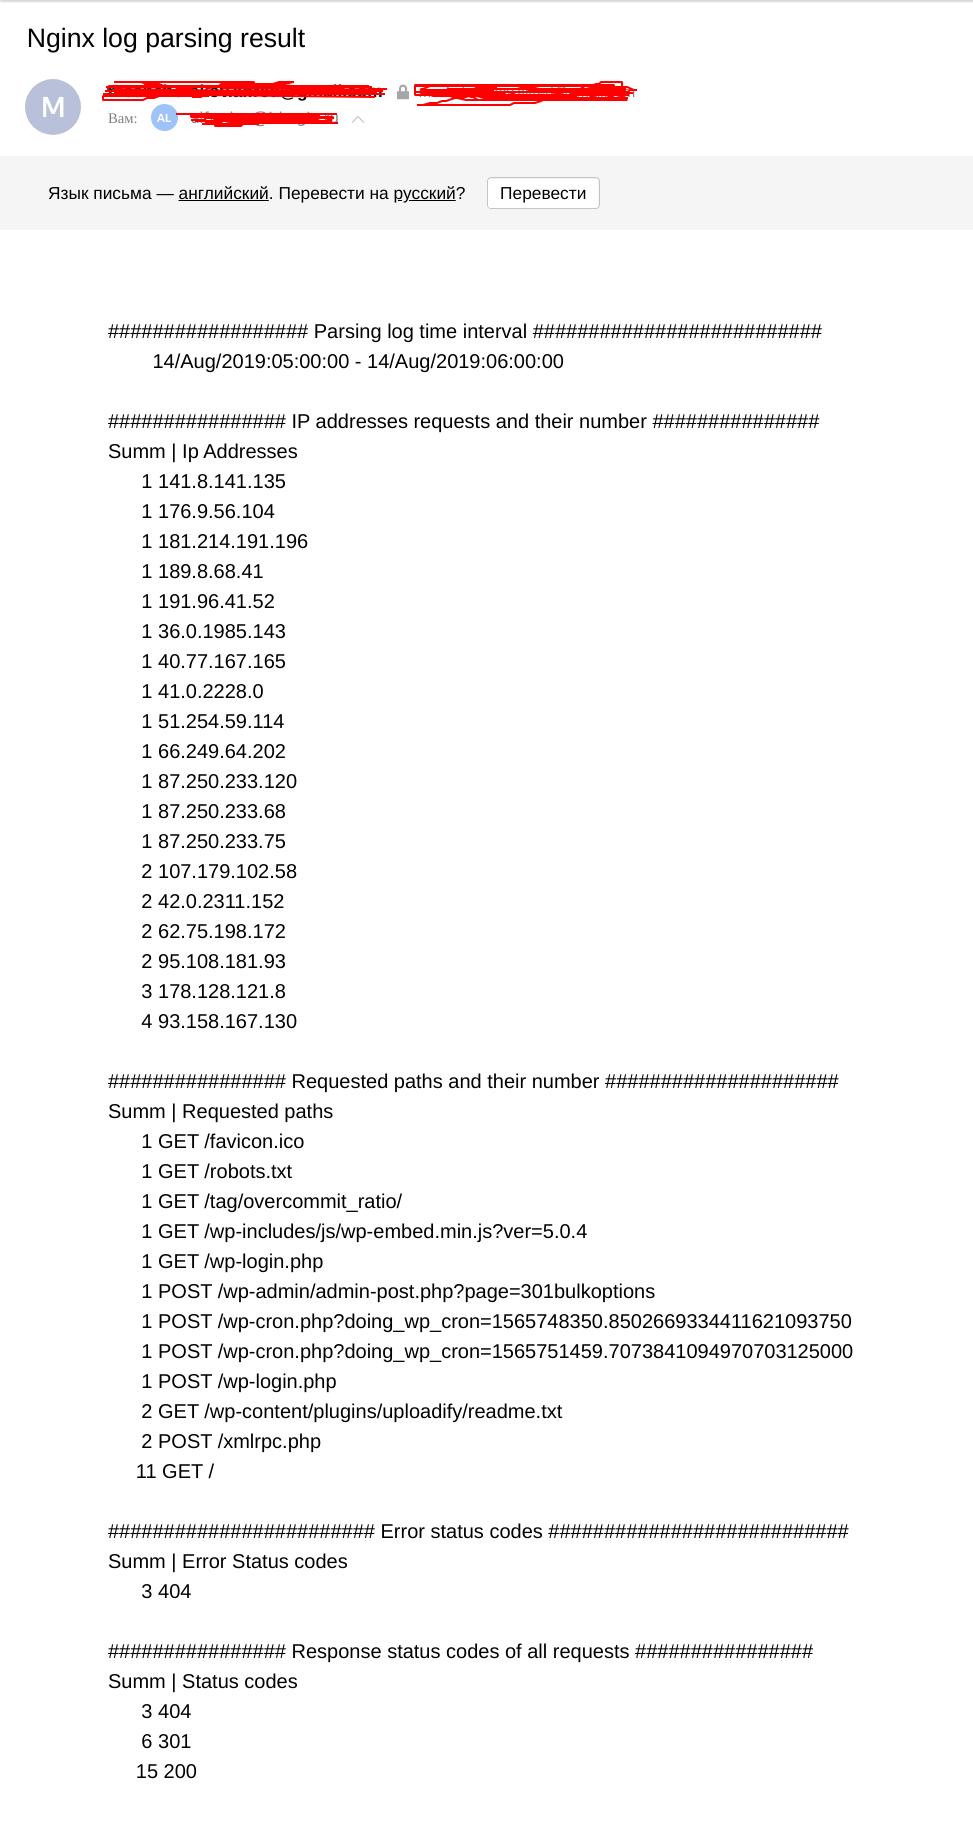 Nginx log parsing result
M
Вам: AL
Язык письма — английский. Перевести на русский? Перевести
################## Parsing log time interval ##########################
14/Aug/2019:05:00:00 - 14/Aug/2019:06:00:00
################ IP addresses requests and their number ###############
Summ | Ip Addresses
1 141.8.141.135
1 176.9.56.104
1 181.214.191.196
1 189.8.68.41
1 191.96.41.52
1 36.0.1985.143
1 40.77.167.165
1 41.0.2228.0
1 51.254.59.114
1 66.249.64.202
1 87.250.233.120
1 87.250.233.68
1 87.250.233.75
2 107.179.102.58
2 42.0.2311.152
2 62.75.198.172
2 95.108.181.93
3 178.128.121.8
4 93.158.167.130
################ Requested paths and their number #####################
Summ | Requested paths
1 GET /favicon.ico
1 GET /robots.txt
1 GET /tag/overcommit_ratio/
1 GET /wp-includes/js/wp-embed.min.js?ver=5.0.4
1 GET /wp-login.php
1 POST /wp-admin/admin-post.php?page=301bulkoptions
1 POST /wp-cron.php?doing_wp_cron=1565748350.8502669334411621093750
1 POST /wp-cron.php?doing_wp_cron=1565751459.7073841094970703125000
1 POST /wp-login.php
2 GET /wp-content/plugins/uploadify/readme.txt
2 POST /xmlrpc.php
11 GET /
######################## Error status codes ###########################
Summ | Error Status codes
3 404
################ Response status codes of all requests ################
Summ | Status codes
3 404
6 301
15 200